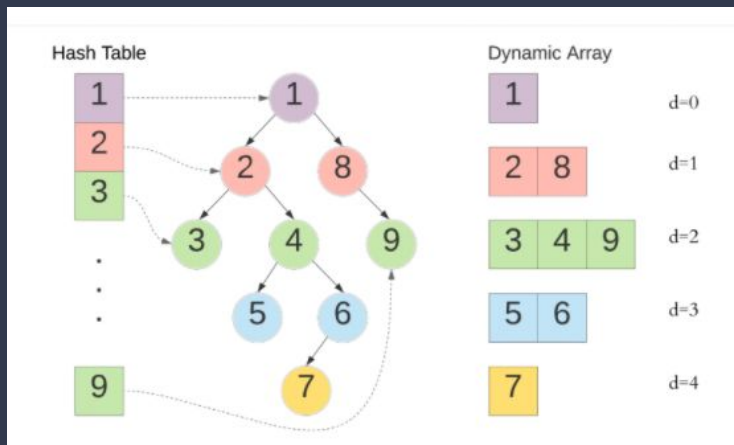 Hash Table
Dynamic Array
1
1
1
d=0
2
2
8
2 8
d=1
3
3
4
9
3 4 9
d=2
.
.
.
5
6
5 6
d=3
9
7
7
d=4